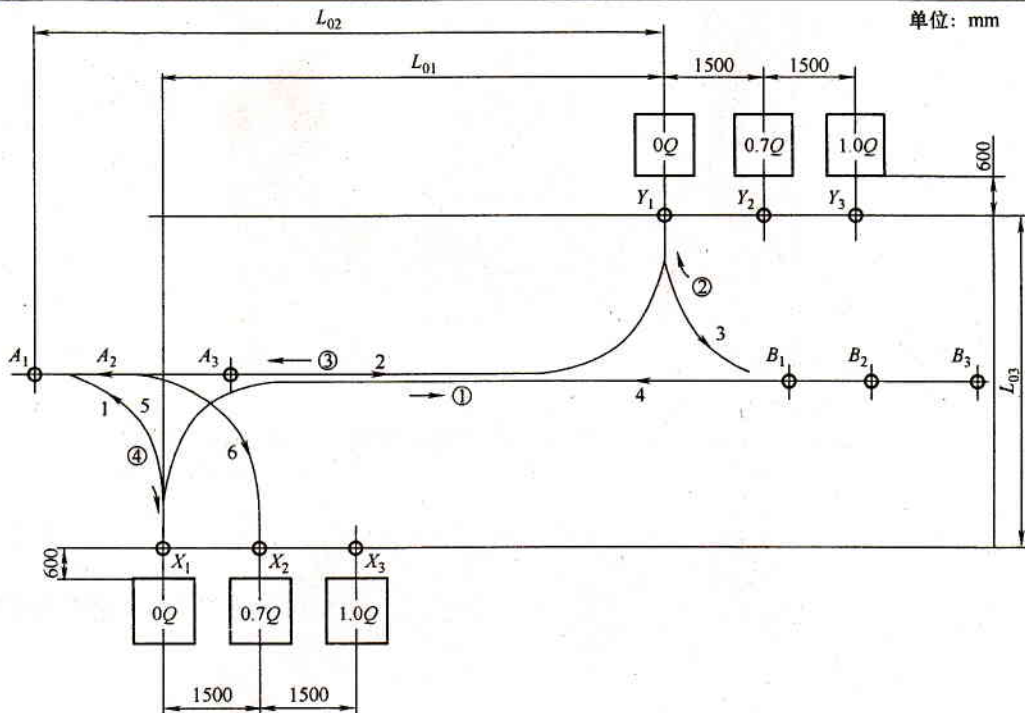 L₀₂
单位：mm
L₀₁
1500
1500
0Q
0.7Q
1.0Q
600
Y₁
Y₂
Y₃
②
3
A₁
A₂
A₃
③
2
B₁
B₂
B₃
1
5
①
4
L₀₃
④
6
600
X₁
X₂
X₃
0Q
0.7Q
1.0Q
1500
1500